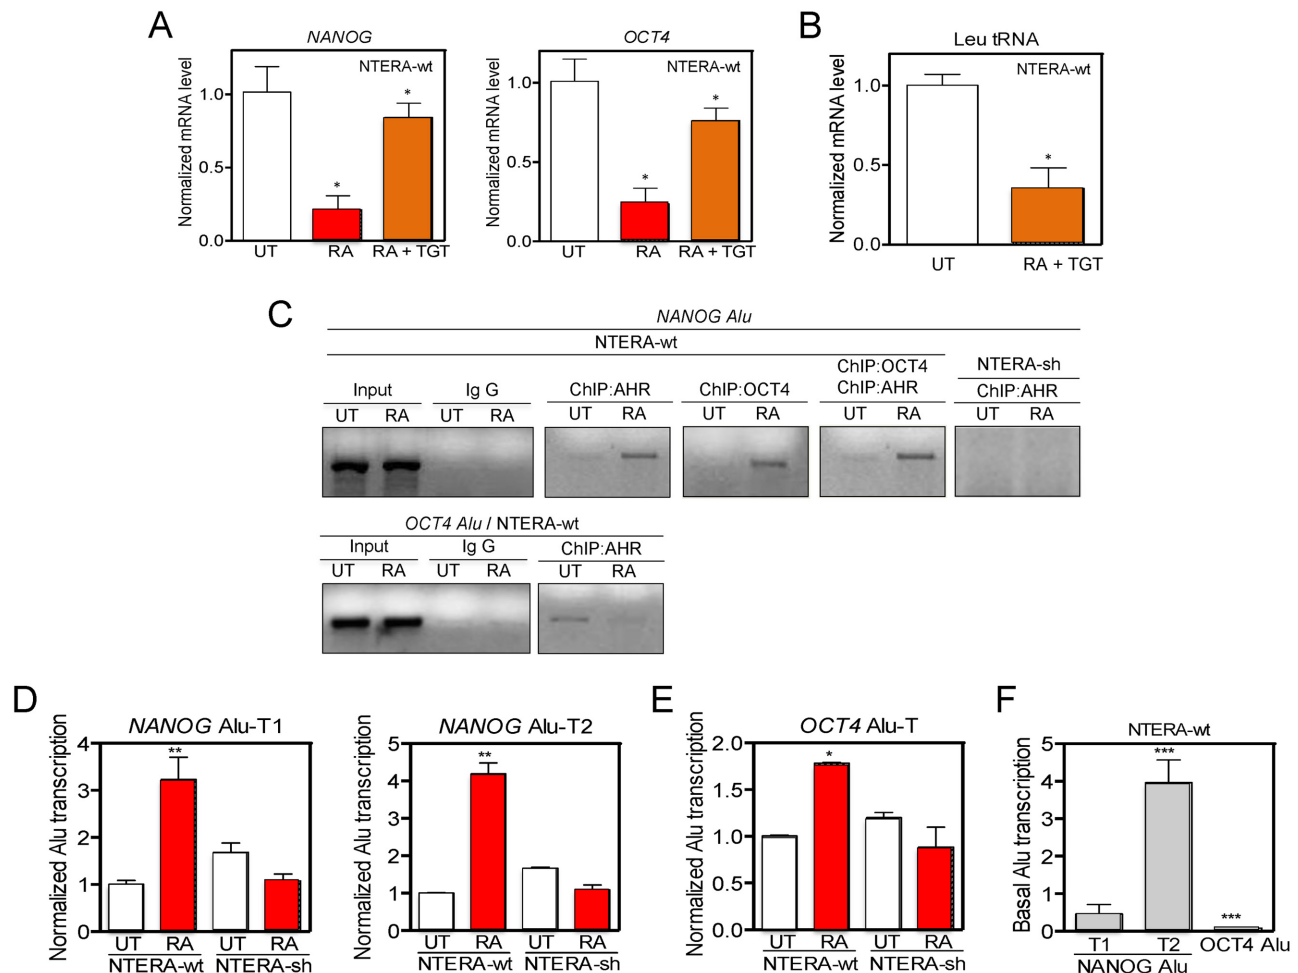 A
NANOG
Normalized mRNA level
NTERA-wt
1.0
0.5
0.0
*
*
UT
RA
RA + TGT
OCT4
Normalized mRNA level
NTERA-wt
1.0
0.5
0.0
*
*
UT
RA
RA + TGT
B
Leu tRNA
Normalized mRNA level
NTERA-wt
1.0
0.5
0.0
*
UT
RA + TGT
C
NANOG Alu
NTERA-wt
Input
Ig G
ChIP:AHR
ChIP:OCT4
ChIP:OCT4
ChIP:AHR
NTERA-sh
ChIP:AHR
UT RA UT RA UT RA UT RA UT RA UT RA
OCT4 Alu / NTERA-wt
Input
Ig G
ChIP:AHR
UT RA UT RA UT RA
D
NANOG Alu-T1
Normalized Alu transcription
4
3
2
1
0
**
UT RA UT RA
NTERA-wt NTERA-sh
NANOG Alu-T2
Normalized Alu transcription
5
4
3
2
1
0
**
UT RA UT RA
NTERA-wt NTERA-sh
E
OCT4 Alu-T
Normalized Alu transcription
2.0
1.5
1.0
0.5
0.0
*
UT RA UT RA
NTERA-wt NTERA-sh
F
NTERA-wt
Basal Alu transcription
5
4
3
2
1
0
***
***
T1 T2 OCT4 Alu
NANOG Alu